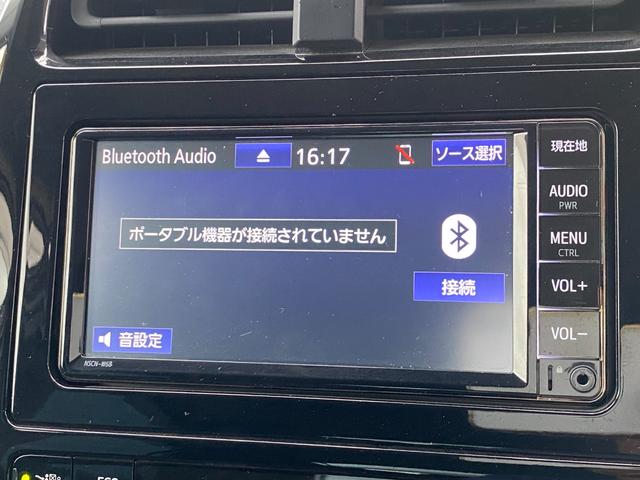 Bluetooth Audio
16:17
ソース選択
ポータブル機器が接続されていません
接続
音設定
NSCN-W68
現在地
AUDIO
PWR
MENU
CTRL
VOL+
VOL−